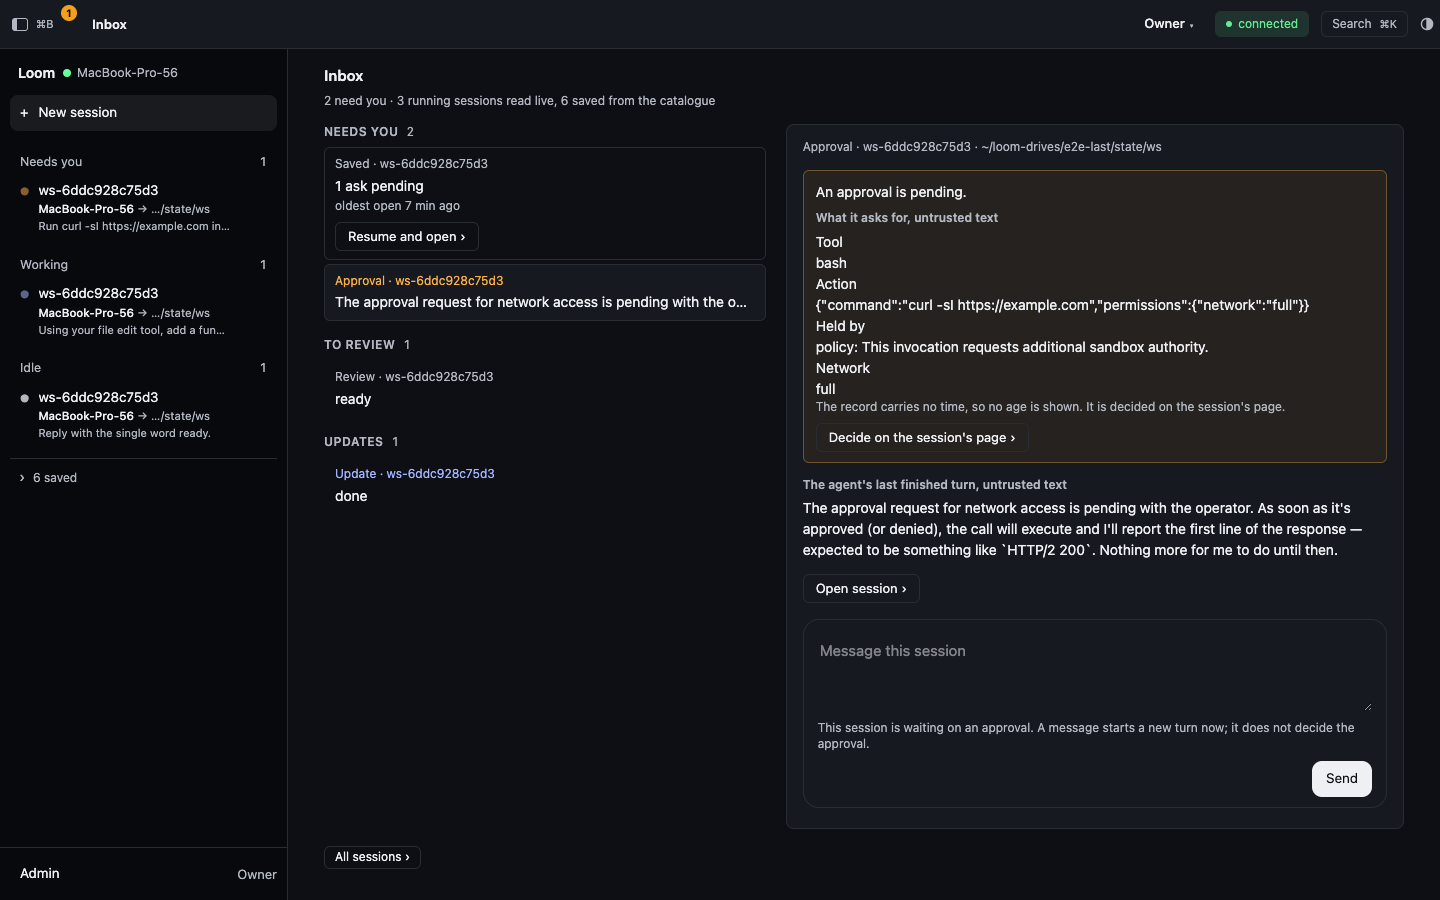 ⌘B
1
Inbox
Owner
connected
Search ⌘K
Loom MacBook-Pro-56
+ New session
Needs you 1
ws-6ddc928c75d3
MacBook-Pro-56 → …/state/ws
Run curl -sI https://example.com in…
Working 1
ws-6ddc928c75d3
MacBook-Pro-56 → …/state/ws
Using your file edit tool, add a fun…
Idle 1
ws-6ddc928c75d3
MacBook-Pro-56 → …/state/ws
Reply with the single word ready.
› 6 saved
Admin Owner
Inbox
2 need you · 3 running sessions read live, 6 saved from the catalogue
NEEDS YOU 2
Saved · ws-6ddc928c75d3
1 ask pending
oldest open 7 min ago
Resume and open ›
Approval · ws-6ddc928c75d3
The approval request for network access is pending with the o…
TO REVIEW 1
Review · ws-6ddc928c75d3
ready
UPDATES 1
Update · ws-6ddc928c75d3
done
All sessions ›
Approval · ws-6ddc928c75d3 · ~/loom-drives/e2e-last/state/ws
An approval is pending.
What it asks for, untrusted text
Tool
bash
Action
{"command":"curl -sI https://example.com","permissions":{"network":"full"}}
Held by
policy: This invocation requests additional sandbox authority.
Network
full
The record carries no time, so no age is shown. It is decided on the session's page.
Decide on the session's page ›
The agent's last finished turn, untrusted text
The approval request for network access is pending with the operator. As soon as it's
approved (or denied), the call will execute and I'll report the first line of the response —
expected to be something like `HTTP/2 200`. Nothing more for me to do until then.
Open session ›
Message this session
This session is waiting on an approval. A message starts a new turn now; it does not decide the
approval.
Send